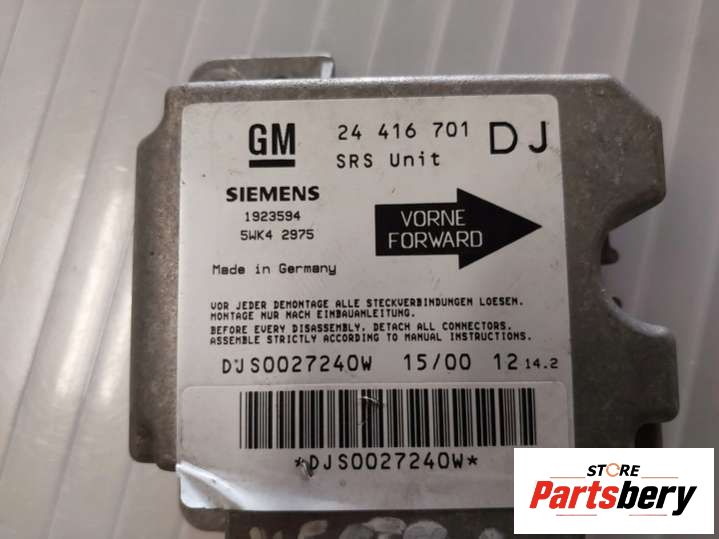 GM 24 416 701 DJ
SRS Unit
SIEMENS
1923594
5WK4 2975
VORNE
FORWARD
Made in Germany
VOR JEDER DEMONTAGE ALLE STECKVERBINDUNGEN LOESEN.
MONTAGE NUR NACH EINBAUANLEITUNG.
BEFORE EVERY DISASSEMBLY, DETACH ALL CONNECTORS.
ASSEMBLE STRICTLY ACCORDING TO MANUAL INSTRUCTIONS.
DJS0027240W 15/00 12 14.2
*DJS0027240W*
STORE
Partsbery